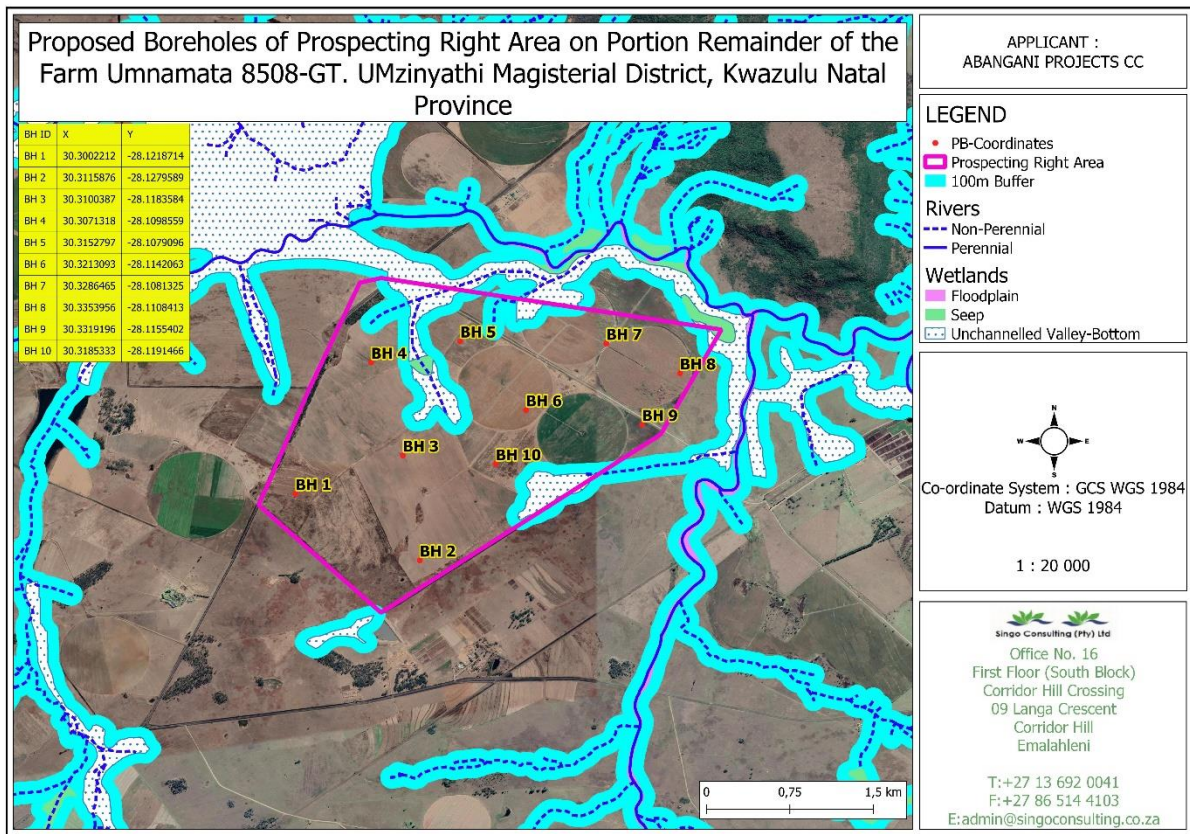 Proposed Boreholes of Prospecting Right Area on Portion Remainder of the
Farm Umnamata 8508-GT. UMzinyathi Magisterial District, Kwazulu Natal
Province
BH ID X Y
BH 1 30.3002212 -28.1218714
BH 2 30.3115876 -28.1279589
BH 3 30.3100387 -28.1183584
BH 4 30.3071318 -28.1098559
BH 5 30.3152797 -28.1079096
BH 6 30.3213093 -28.1142063
BH 7 30.3286465 -28.1081325
BH 8 30.3353956 -28.1108413
BH 9 30.3319196 -28.1155402
BH 10 30.3185333 -28.1191466
BH 5
BH 7
BH 4
BH 8
BH 6
BH 9
BH 3
BH 10
BH 1
BH 2
0 0,75 1,5 km
APPLICANT :
ABANGANI PROJECTS CC
LEGEND
PB-Coordinates
Prospecting Right Area
100m Buffer
Rivers
Non-Perennial
Perennial
Wetlands
Floodplain
Seep
Unchannelled Valley-Bottom
N
W E
S
Co-ordinate System : GCS WGS 1984
Datum : WGS 1984
1 : 20 000
Singo Consulting (Pty) Ltd
Office No. 16
First Floor (South Block)
Corridor Hill Crossing
09 Langa Crescent
Corridor Hill
Emalahleni
T:+27 13 692 0041
F:+27 86 514 4103
E:admin@singoconsulting.co.za